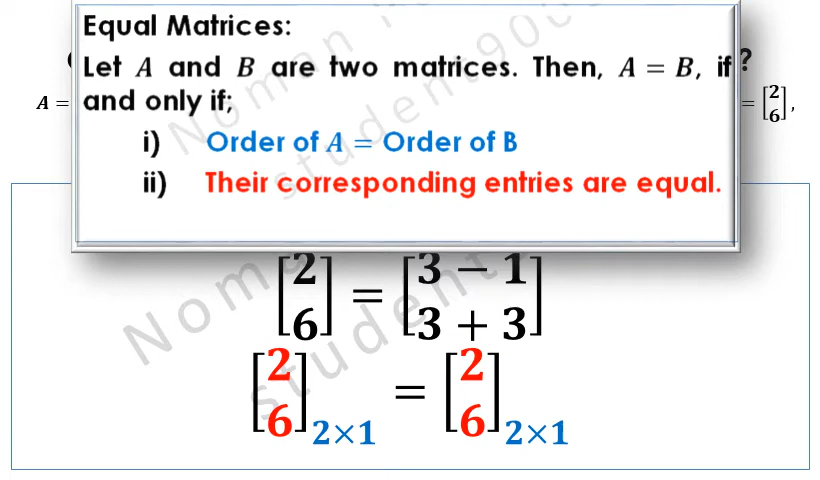 Equal Matrices:
Let A and B are two matrices. Then, A = B, if ?
A = and only if; = [2 6],
i) Order of A = Order of B
ii) Their corresponding entries are equal.
[2 6] = [3 − 1 3 + 3]
[2 6]2×1 = [2 6]2×1